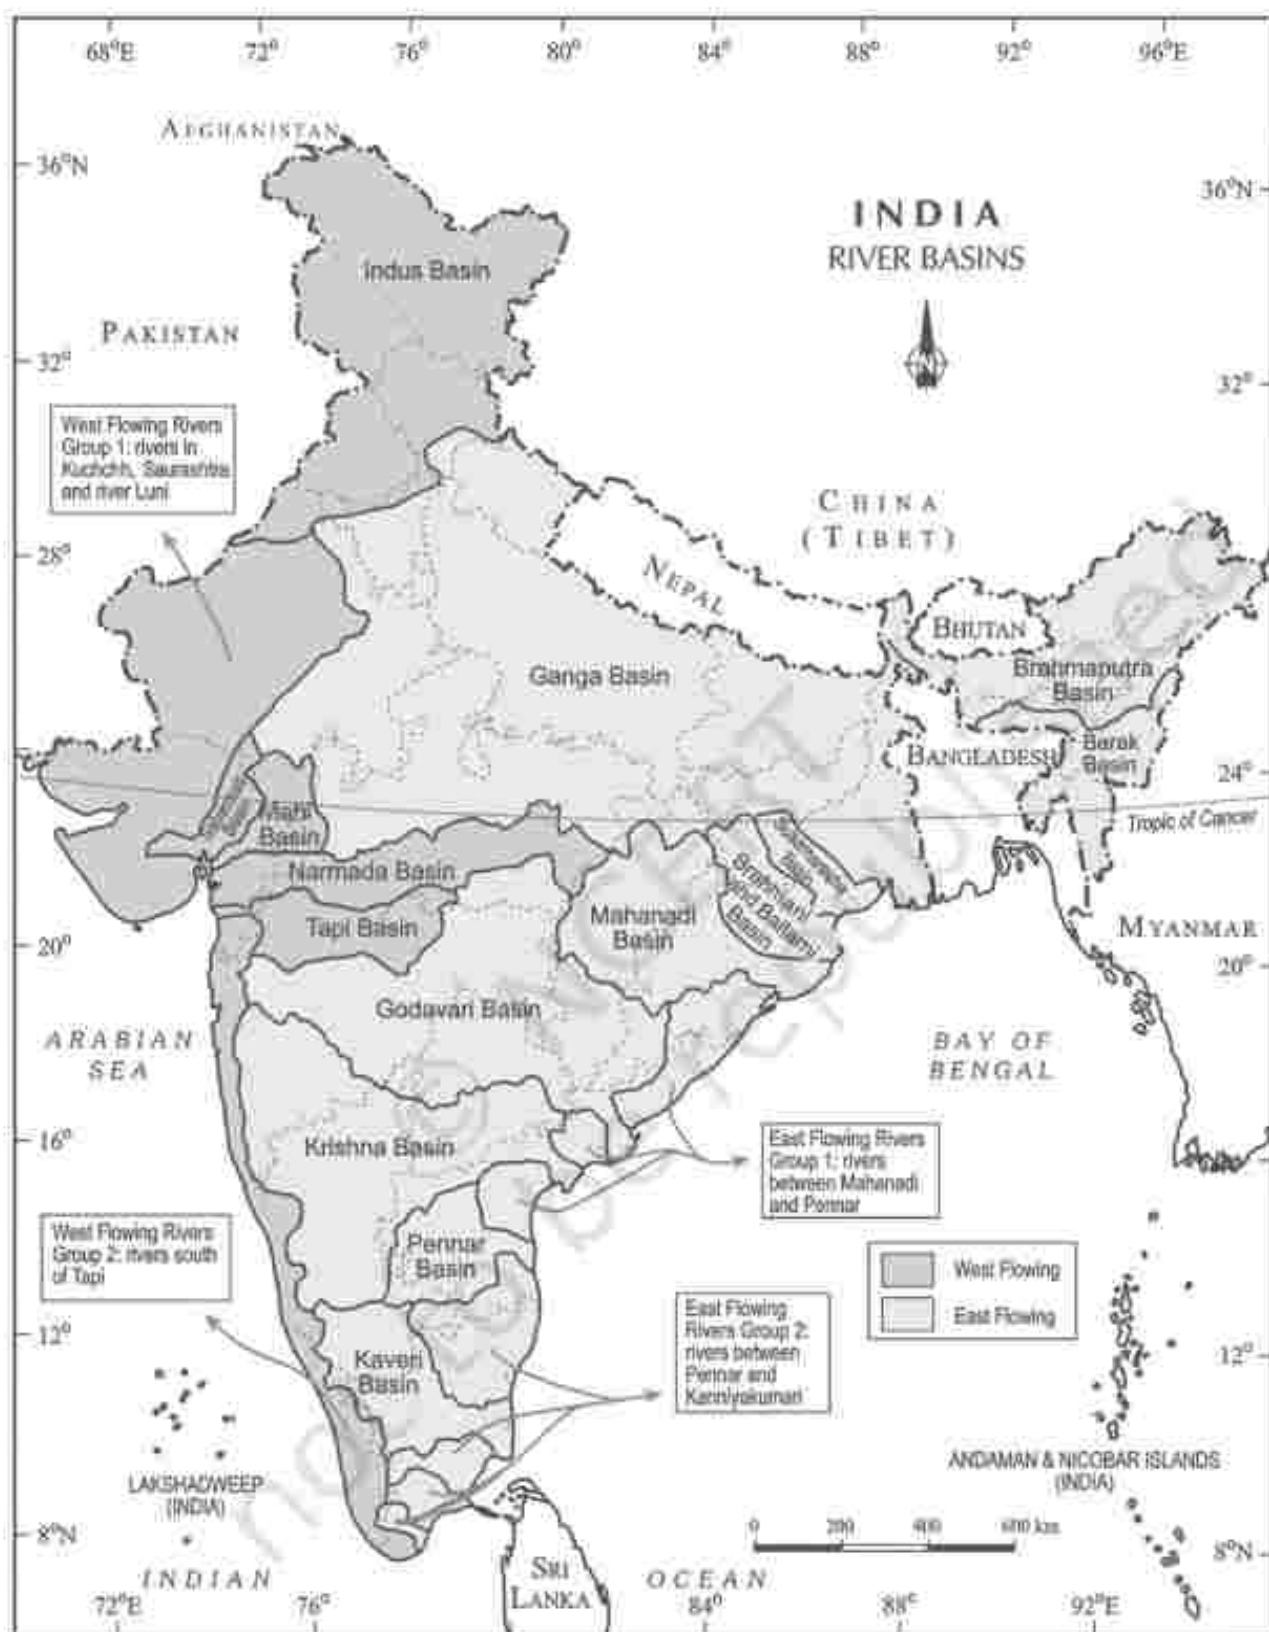 68°E 72° 76° 80° 84° 88° 92° 96°E
AFGHANISTAN
36°N
36°N
INDIA
RIVER BASINS
Indus Basin
PAKISTAN
32°
32°
West Flowing Rivers
Group 1: rivers in
Kuchchh, Saurashtra
and river Luni
CHINA
(TIBET)
28°
28°
NEPAL
BHUTAN
Ganga Basin
Brahmaputra
Basin
BANGLADESH
Barak
Basin
24°
Mahi
Basin
Tropic of Cancer
Narmada Basin
Subarnarekha
Basin
Brahmani
and Baitarni
Basin
Mahanadi
Basin
Tapi Basin
MYANMAR
20°
20°
Godavari Basin
ARABIAN
SEA
BAY OF
BENGAL
16°
Krishna Basin
East Flowing Rivers
Group 1: rivers
between Mahanadi
and Pennar
West Flowing Rivers
Group 2: rivers south
of Tapi
Pennar
Basin
West Flowing
East Flowing
East Flowing
Rivers Group 2:
rivers between
Pennar and
Kanniyakumari
12°
12°
Kaveri
Basin
LAKSHADWEEP
(INDIA)
ANDAMAN & NICOBAR ISLANDS
(INDIA)
0 200 400 600 km
8°N
8°N
SRI
LANKA
INDIAN OCEAN
72°E 76° 84° 88° 92°E